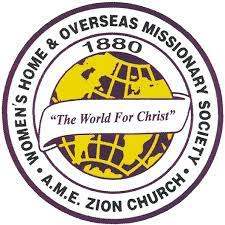 WOMEN'S HOME & OVERSEAS MISSIONARY SOCIETY
1880
"The World For Christ"
• A.M.E. ZION CHURCH •